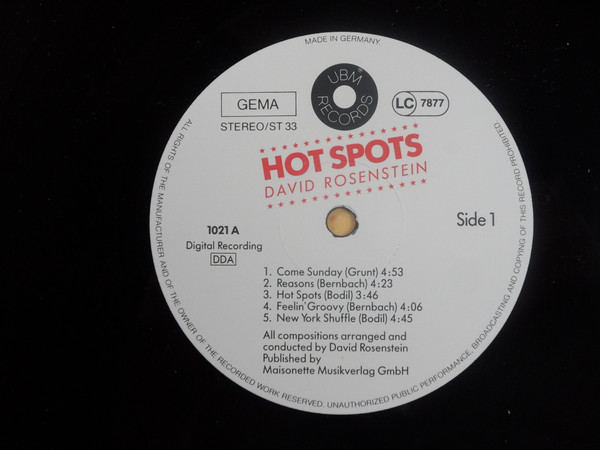 MADE IN GERMANY.
UBM
RECORDS
GEMA
STEREO/ST 33
LC 7877
HOT SPOTS
DAVID ROSENSTEIN
1021 A
Digital Recording
DDA
Side 1
1. Come Sunday (Grunt) 4:53
2. Reasons (Bernbach) 4:23
3. Hot Spots (Bodil) 3:46
4. Feelin' Groovy (Bernbach) 4:06
5. New York Shuffle (Bodil) 4:45
All compositions arranged and
conducted by David Rosenstein
Published by
Maisonette Musikverlag GmbH
ALL RIGHTS OF THE MANUFACTURER AND OF THE OWNER OF THE RECORDED WORK RESERVED. UNAUTHORIZED PUBLIC PERFORMANCE, BROADCASTING AND COPYING OF THIS RECORD PROHIBITED.